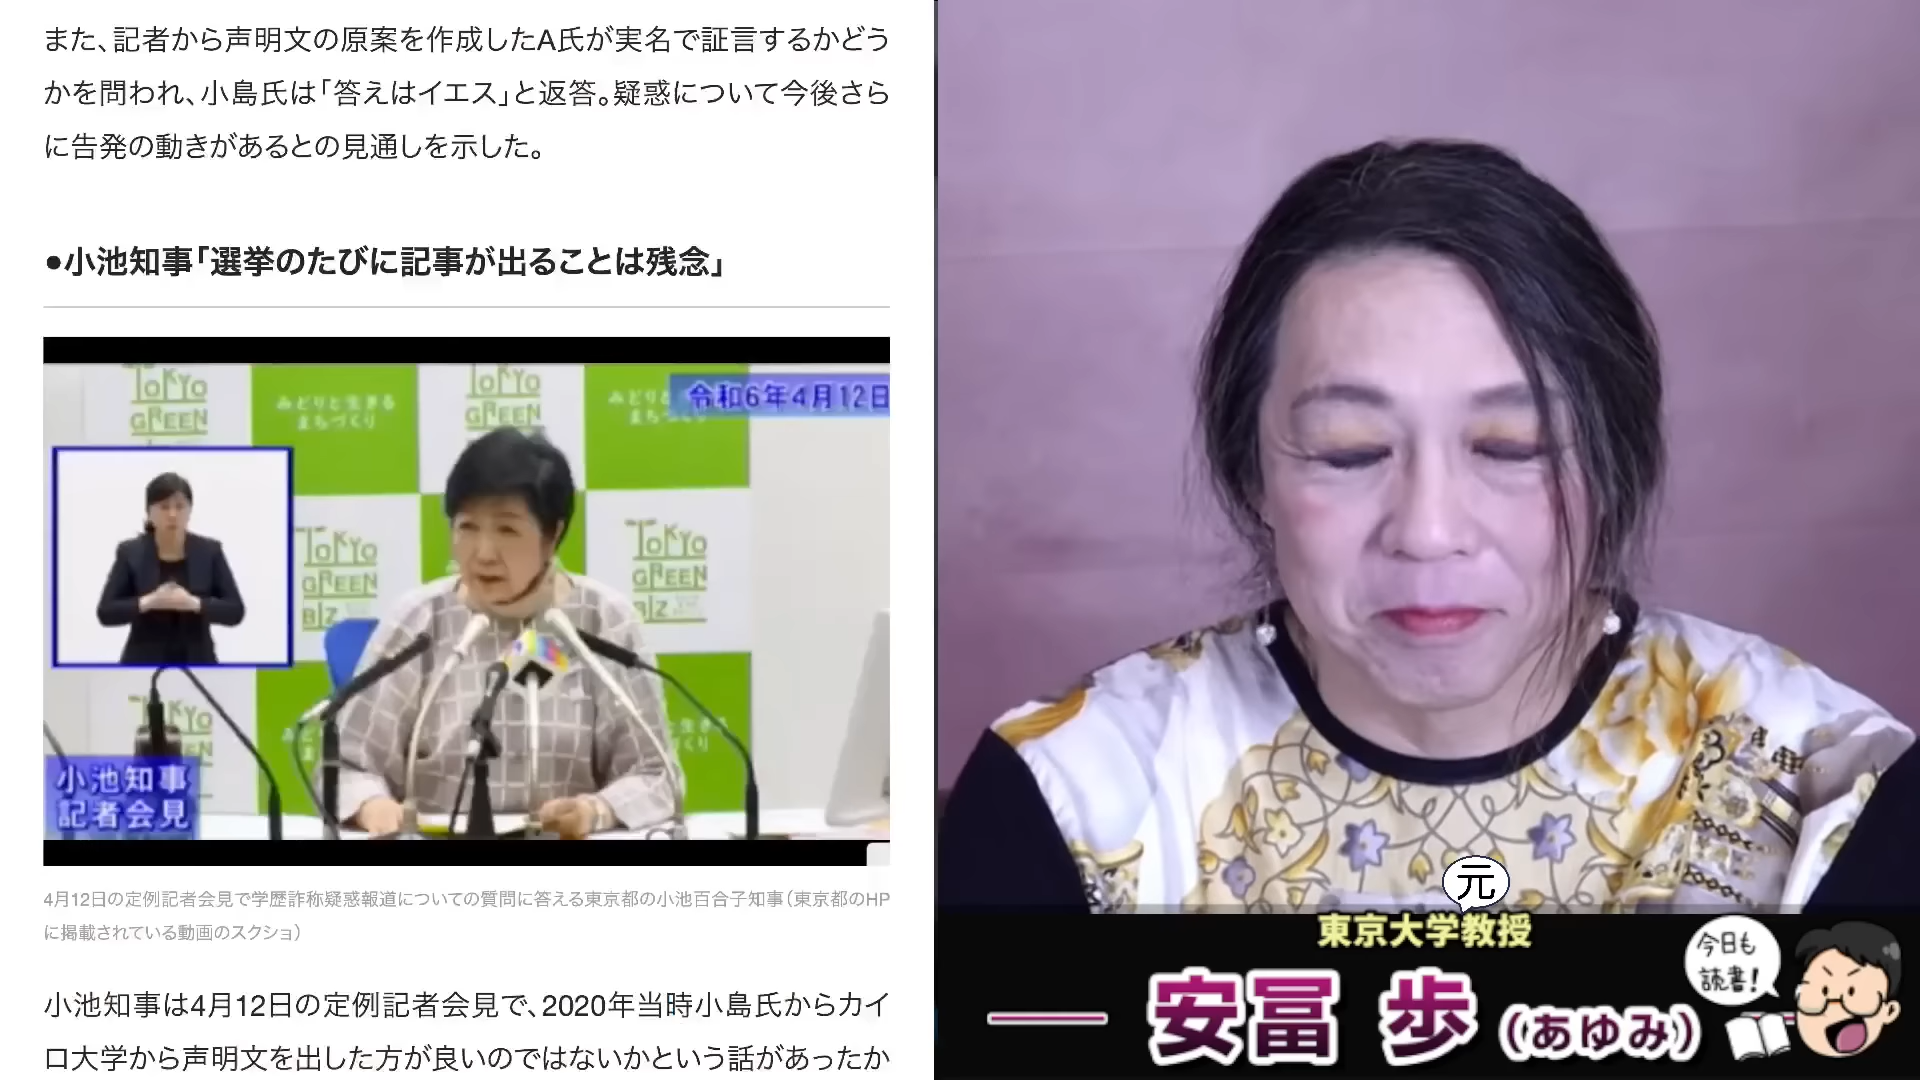 また、記者から声明文の原案を作成したA氏が実名で証言するかどう
かを問われ、小島氏は「答えはイエス」と返答。疑惑について今後さら
に告発の動きがあるとの見通しを示した。
●小池知事「選挙のたびに記事が出ることは残念」
TOKYO
GREEN
みどりと生きる
まちづくり
TOKYO
GREEN
みどりと
まちづくり
令和6年4月12日
TOKYO
GREEN
BIZ
TOKYO
GREEN
BIZ
TOKYO
GREEN
小池知事
記者会見
4月12日の定例記者会見で学歴詐称疑惑報道についての質問に答える東京都の小池百合子知事（東京都のHP
に掲載されている動画のスクショ）
小池知事は4月12日の定例記者会見で、2020年当時小島氏からカイ
ロ大学から声明文を出した方が良いのではないかという話があったか
元
東京大学教授
安冨 歩 （あゆみ）
今日も
読書!